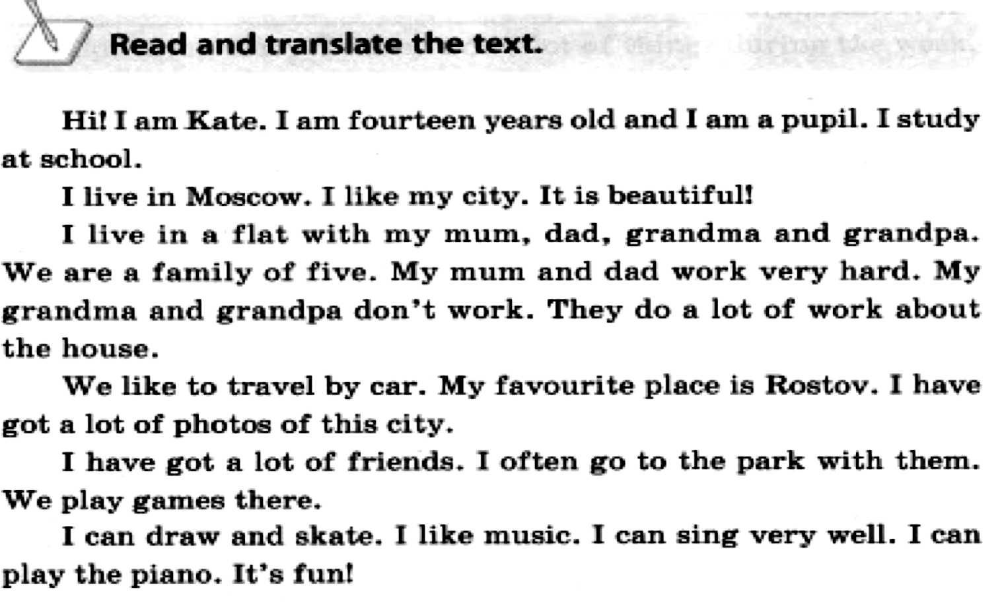 Read and translate the text.
Hi! I am Kate. I am fourteen years old and I am a pupil. I study
at school.
I live in Moscow. I like my city. It is beautiful!
I live in a flat with my mum, dad, grandma and grandpa.
We are a family of five. My mum and dad work very hard. My
grandma and grandpa don't work. They do a lot of work about
the house.
We like to travel by car. My favourite place is Rostov. I have
got a lot of photos of this city.
I have got a lot of friends. I often go to the park with them.
We play games there.
I can draw and skate. I like music. I can sing very well. I can
play the piano. It's fun!